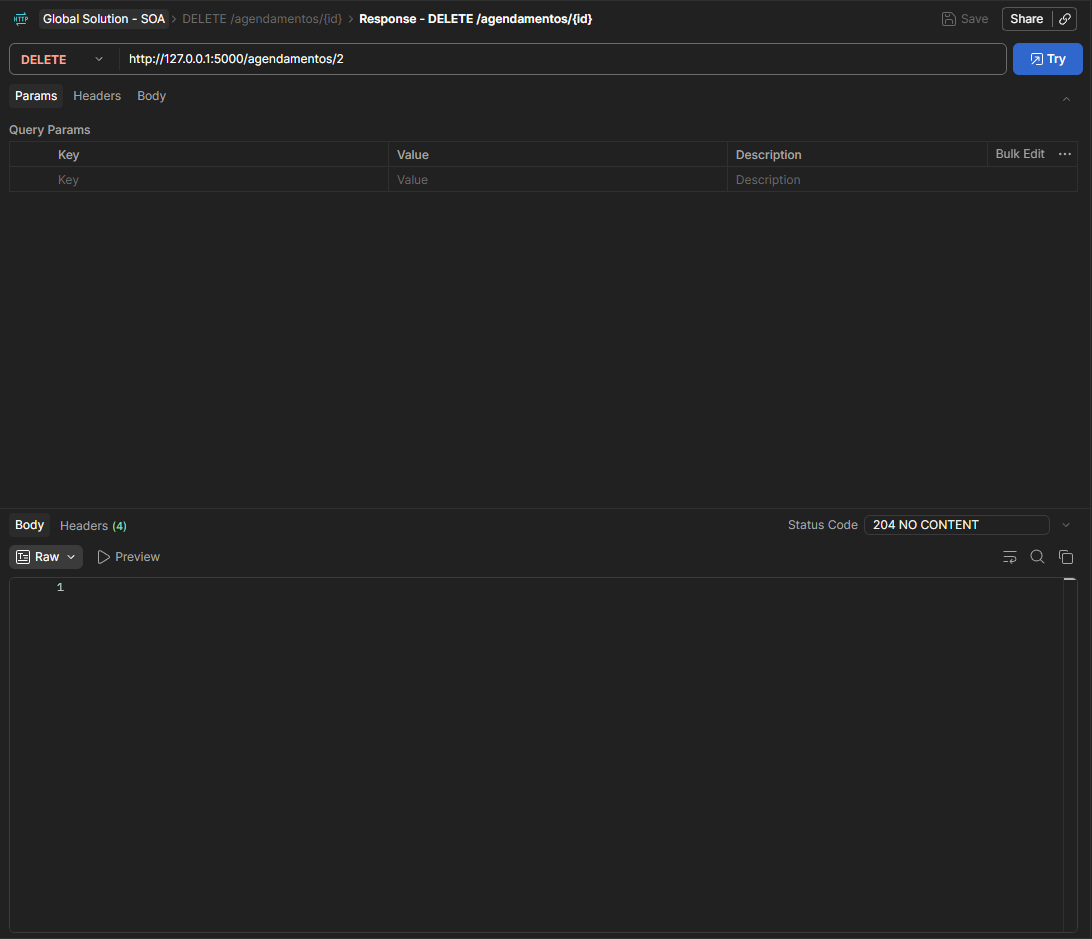 HTTP Global Solution - SOA > DELETE /agendamentos/{id} > Response - DELETE /agendamentos/{id} Save Share
DELETE http://127.0.0.1:5000/agendamentos/2 Try
Params Headers Body
Query Params
Key Value Description Bulk Edit ···
Key Value Description
Body Headers (4) Status Code 204 NO CONTENT
Raw Preview
1